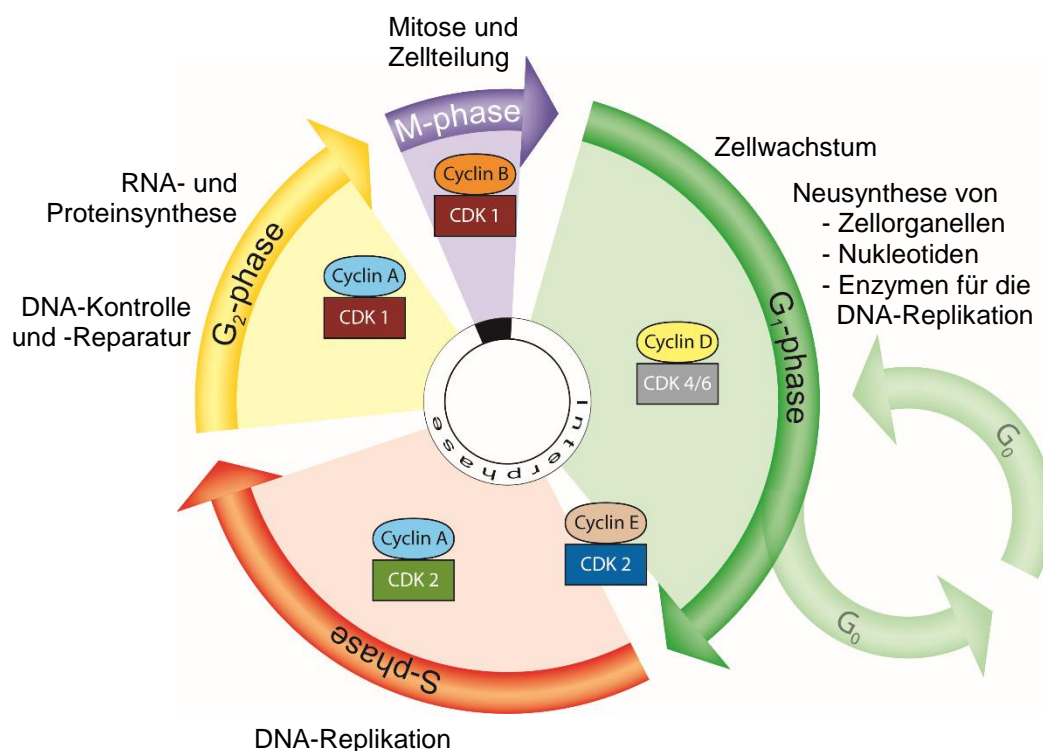 Mitose und
Zellteilung
M-phase
Cyclin B
CDK 1
Zellwachstum
Neusynthese von
- Zellorganellen
- Nukleotiden
- Enzymen für die
DNA-Replikation
G₁-phase
Cyclin D
CDK 4/6
G₀
G₀
Cyclin E
CDK 2
Interphase
RNA- und
Proteinsynthese
G₂-phase
Cyclin A
CDK 1
DNA-Kontrolle
und -Reparatur
Cyclin A
CDK 2
S-phase
DNA-Replikation